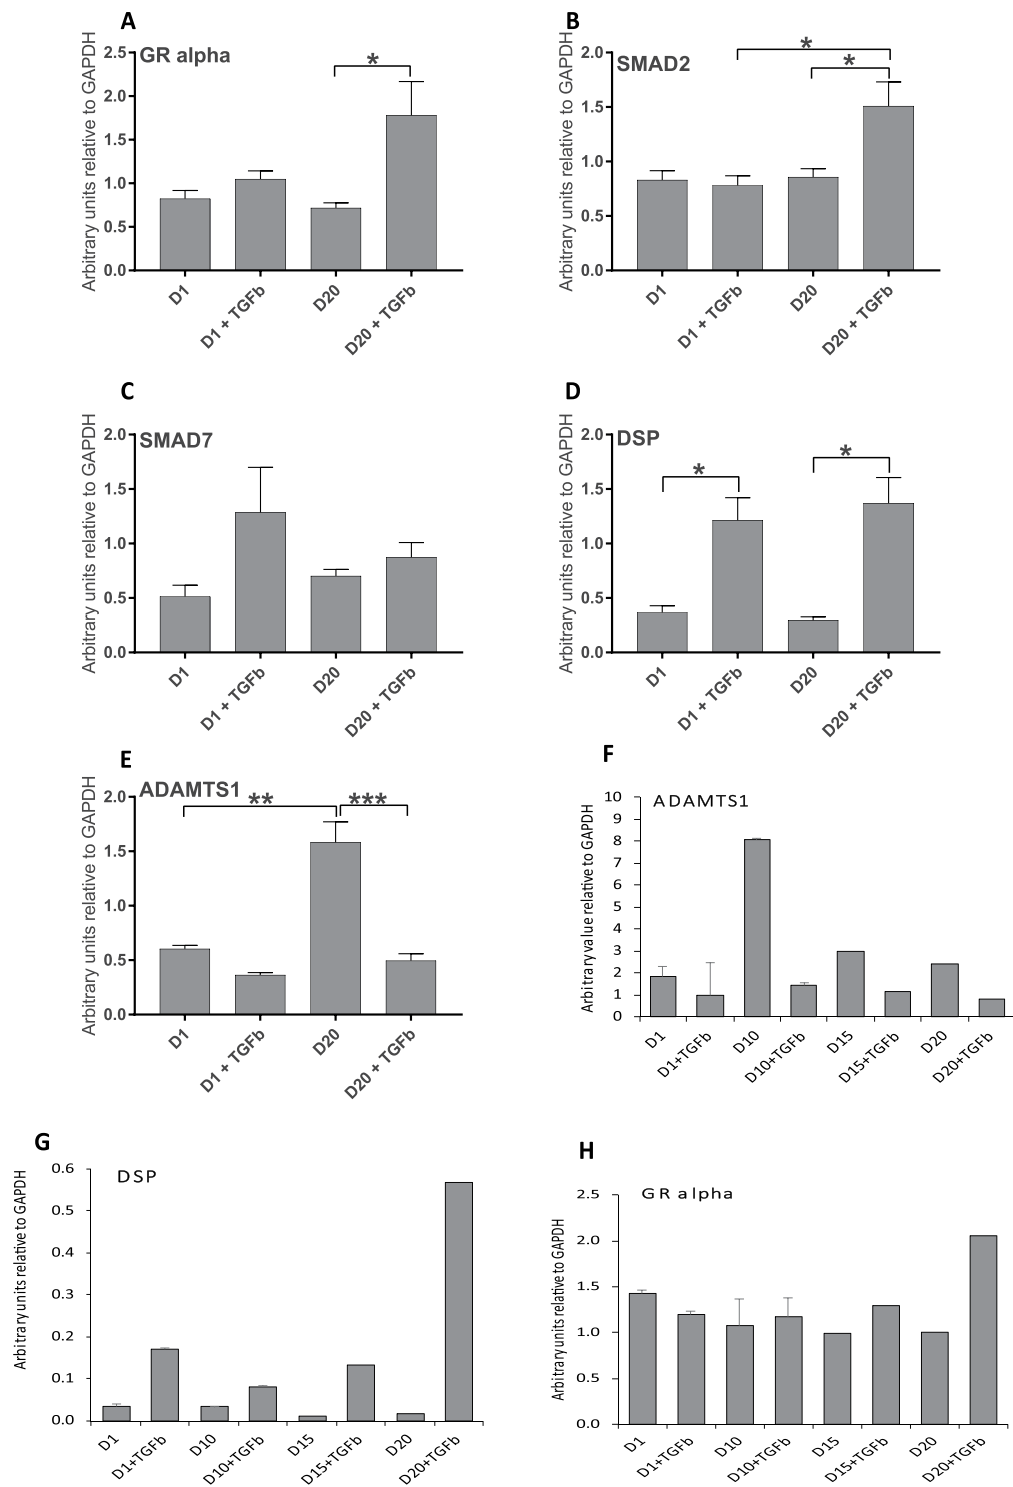 A
GR alpha
Arbitrary units relative to GAPDH
2.5
2.0
1.5
1.0
0.5
0.0
*
D1
D1 + TGFb
D20
D20 + TGFb
B
SMAD2
Arbitrary units relative to GAPDH
2.0
1.5
1.0
0.5
0.0
*
*
D1
D1 + TGFb
D20
D20 + TGFb
C
SMAD7
Arbitrary units relative to GAPDH
2.0
1.5
1.0
0.5
0.0
D1
D1 + TGFb
D20
D20 + TGFb
D
DSP
Arbitrary units relative to GAPDH
2.0
1.5
1.0
0.5
0.0
*
*
D1
D1 + TGFb
D20
D20 + TGFb
E
ADAMTS1
Arbitrary units relative to GAPDH
2.0
1.5
1.0
0.5
0.0
**
***
D1
D1 + TGFb
D20
D20 + TGFb
F
ADAMTS1
Arbitrary value relative to GAPDH
10
9
8
7
6
5
4
3
2
1
0
D1
D1+TGFb
D10
D10+TGFb
D15
D15+TGFb
D20
D20+TGFb
G
DSP
Arbitrary units relative to GAPDH
0.6
0.5
0.4
0.3
0.2
0.1
0.0
D1
D1+TGFb
D10
D10+TGFb
D15
D15+TGFb
D20
D20+TGFb
H
GR alpha
Arbitrary units relative to GAPDH
2.5
2.0
1.5
1.0
0.5
0.0
D1
D1+TGFb
D10
D10+TGFb
D15
D15+TGFb
D20
D20+TGFb